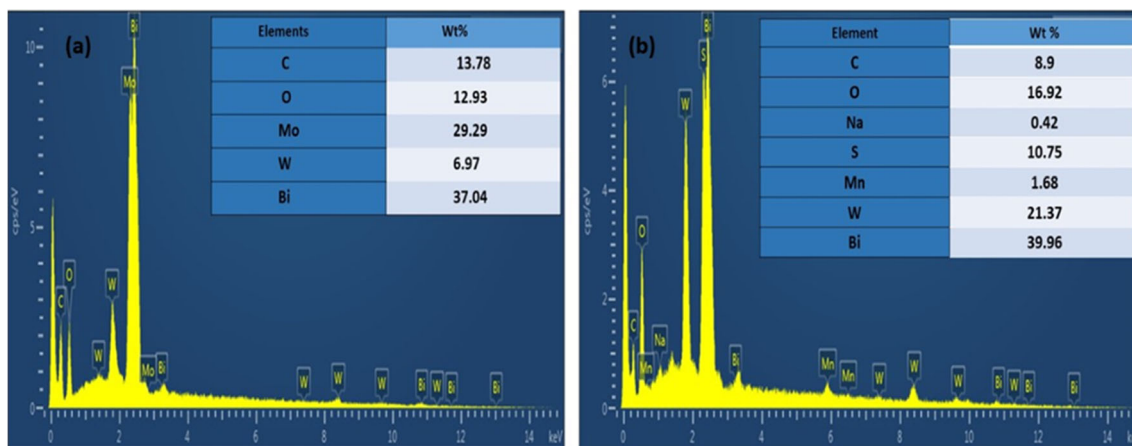 (a)
Elements Wt%
C 13.78
O 12.93
Mo 29.29
W 6.97
Bi 37.04
Bi
Mo
C
O
W
W
Mo
Bi
W
W
W
Bi
W
Bi
Bi
10
5
0
cps/eV
0 2 4 6 8 10 12 14 keV
(b)
Element Wt %
C 8.9
O 16.92
Na 0.42
S 10.75
Mn 1.68
W 21.37
Bi 39.96
Bi
S
W
O
C
Mn
Na
Bi
Mn
Mn
W
W
W
Bi
W
Bi
Bi
6
4
2
0
cps/eV
0 2 4 6 8 10 12 14